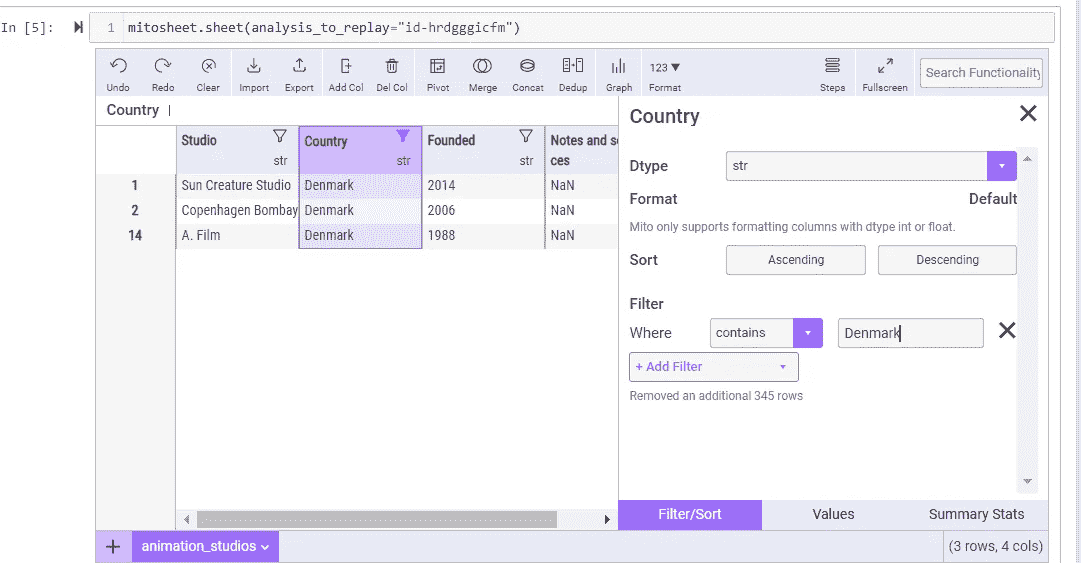 In [5]:
1 mitosheet.sheet(analysis_to_replay="id-hrdgggicfm")
Undo Redo Clear Import Export Add Col Del Col Pivot Merge Concat Dedup Graph 123 Format Steps Fullscreen Search Functionality
Country
Studio str
Country str
Founded str
Notes and so
ces
1 Sun Creature Studio Denmark 2014 NaN
2 Copenhagen Bombay Denmark 2006 NaN
14 A. Film Denmark 1988 NaN
Country
Dtype str
Format Default
Mito only supports formatting columns with dtype int or float.
Sort Ascending Descending
Filter
Where contains Denmark
+ Add Filter
Removed an additional 345 rows
Filter/Sort Values Summary Stats
+ animation_studios (3 rows, 4 cols)